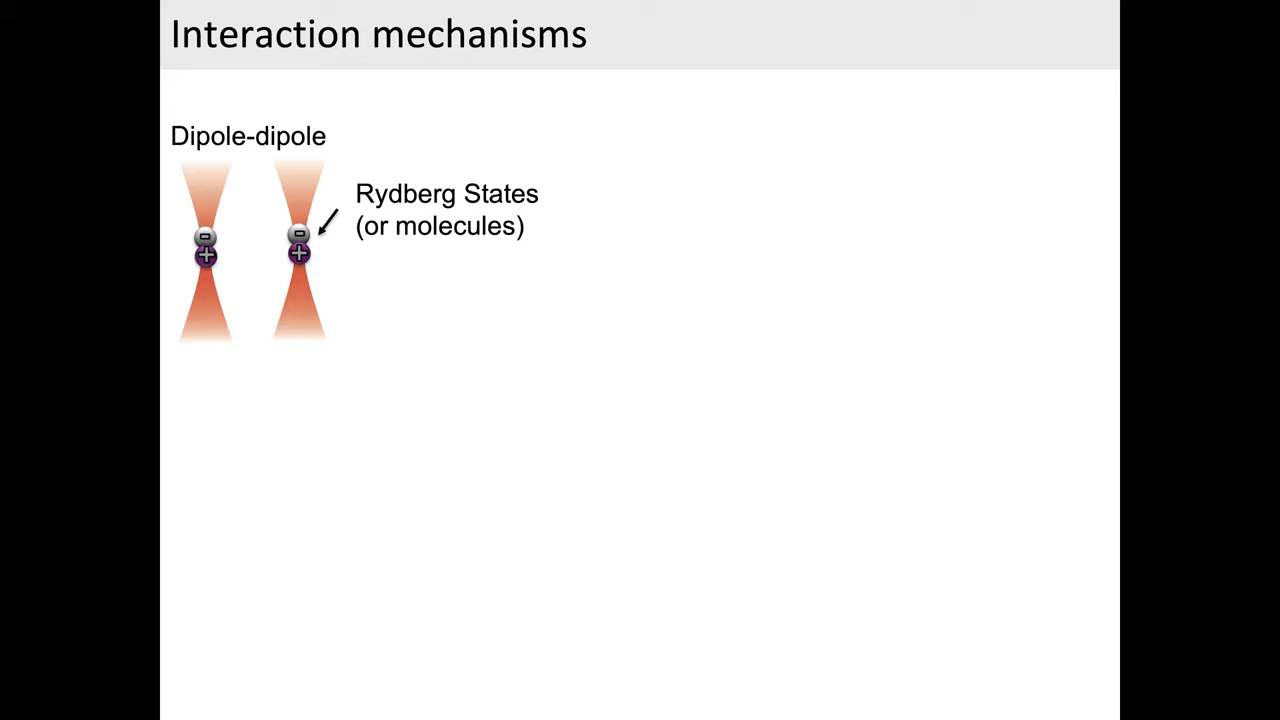 Interaction mechanisms
Dipole-dipole
Rydberg States
(or molecules)
-
-
+
+